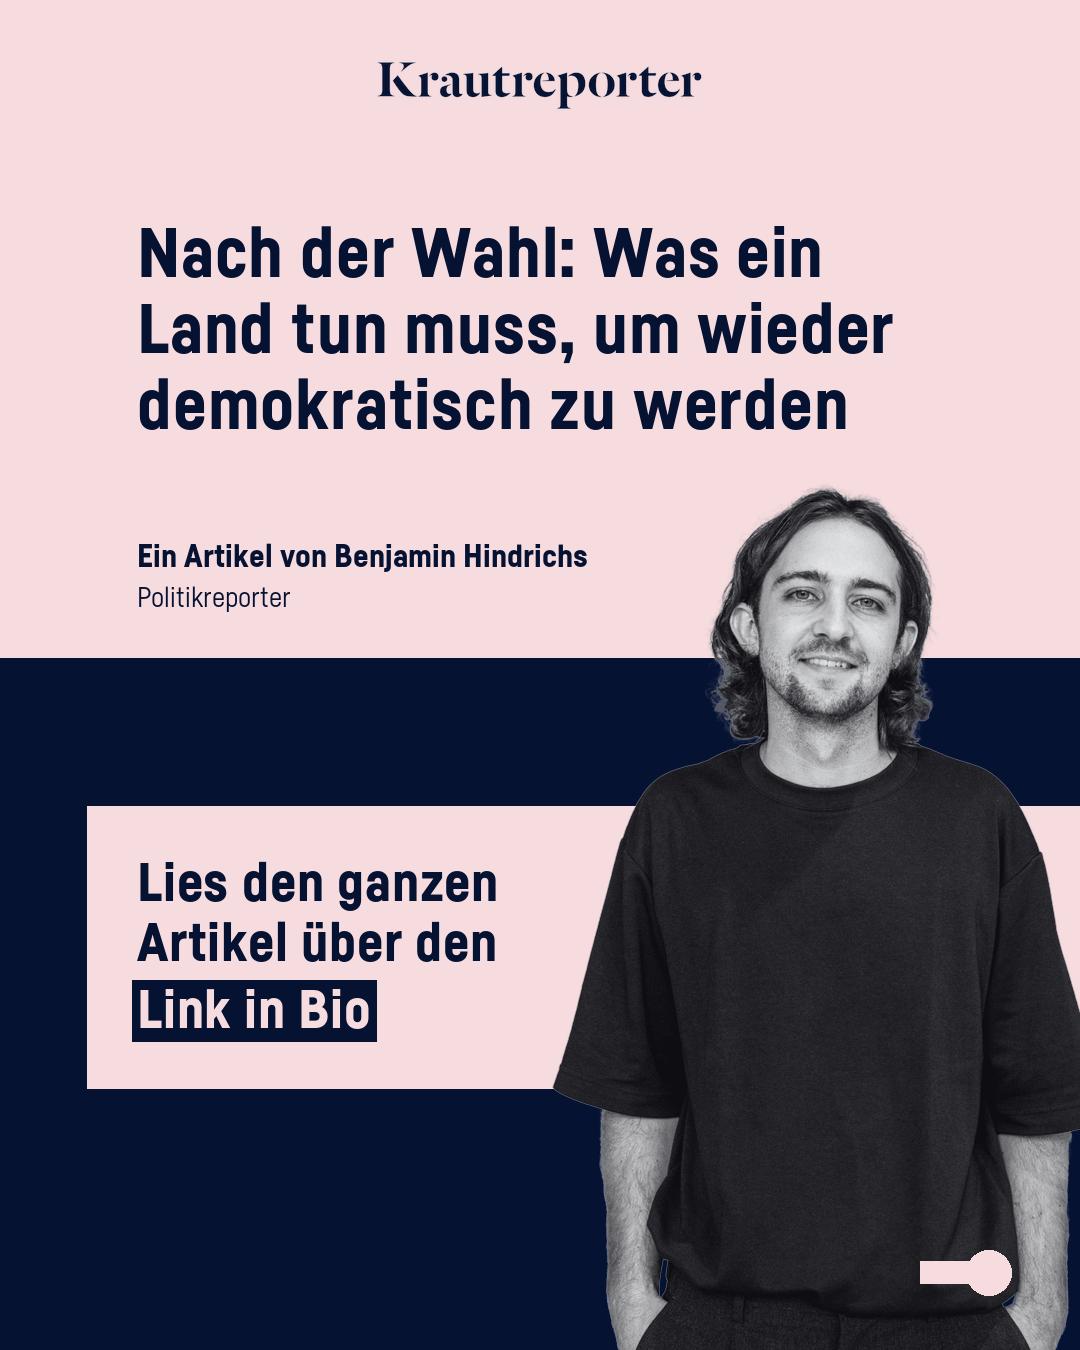 Krautreporter
Nach der Wahl: Was ein
Land tun muss, um wieder
demokratisch zu werden
Ein Artikel von Benjamin Hindrichs
Politikreporter
Lies den ganzen
Artikel über den
Link in Bio